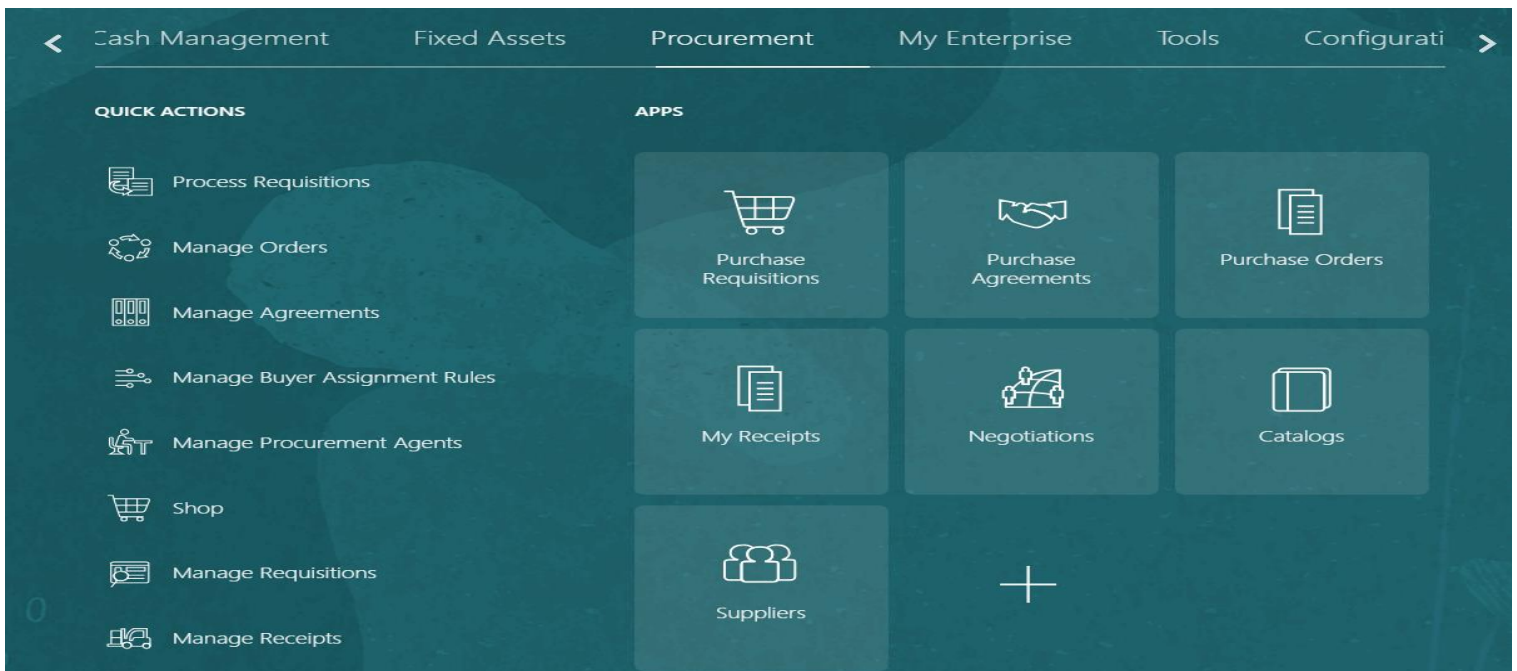 Cash Management Fixed Assets Procurement My Enterprise Tools Configurati
QUICK ACTIONS
Process Requisitions
Manage Orders
Manage Agreements
Manage Buyer Assignment Rules
Manage Procurement Agents
Shop
Manage Requisitions
Manage Receipts
APPS
Purchase
Requisitions
Purchase
Agreements
Purchase Orders
My Receipts
Negotiations
Catalogs
Suppliers
0